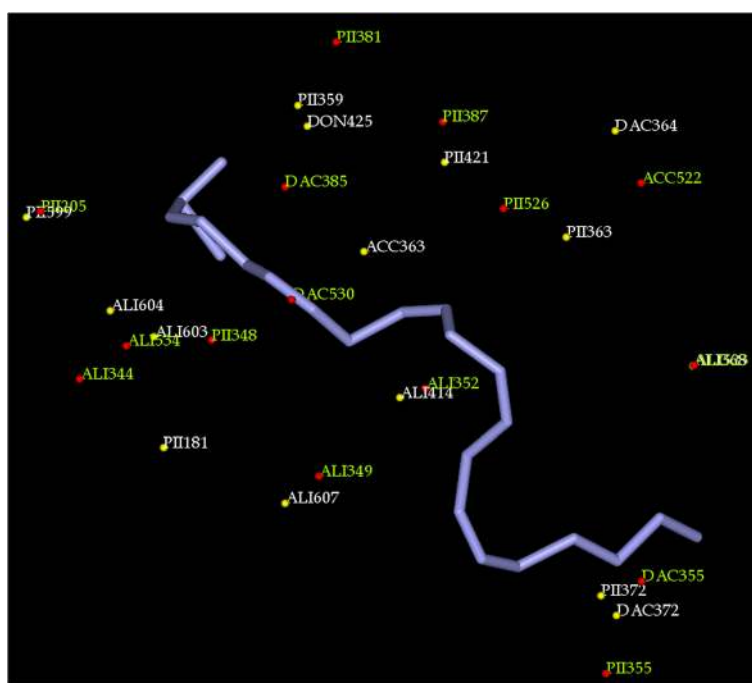 PII381
PII359
PII387
DON425
DAC364
PII421
DAC385
ACC522
PII205
PII526
PII363
ACC363
DAC530
ALI604
ALI603
PII348
ALI344
ALI352
ALI414
PII181
ALI349
ALI607
DAC355
PII372
DAC372
PII355